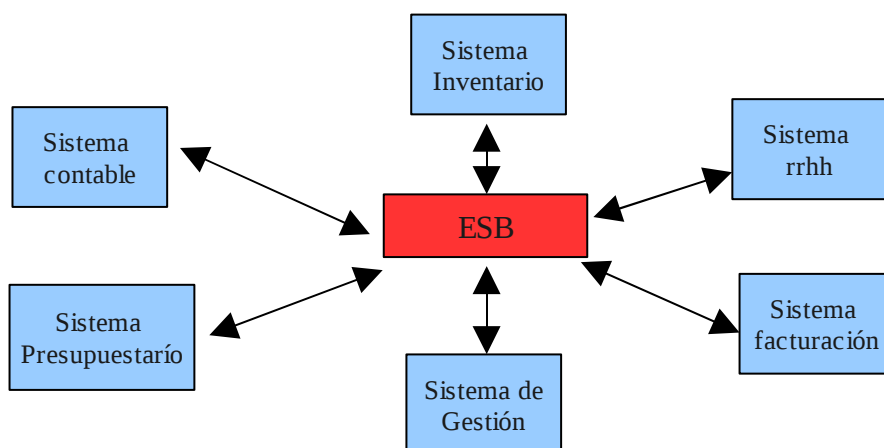 Sistema
Inventario
Sistema
contable
Sistema
rrhh
ESB
Sistema
Presupuestarío
Sistema
facturación
Sistema de
Gestión